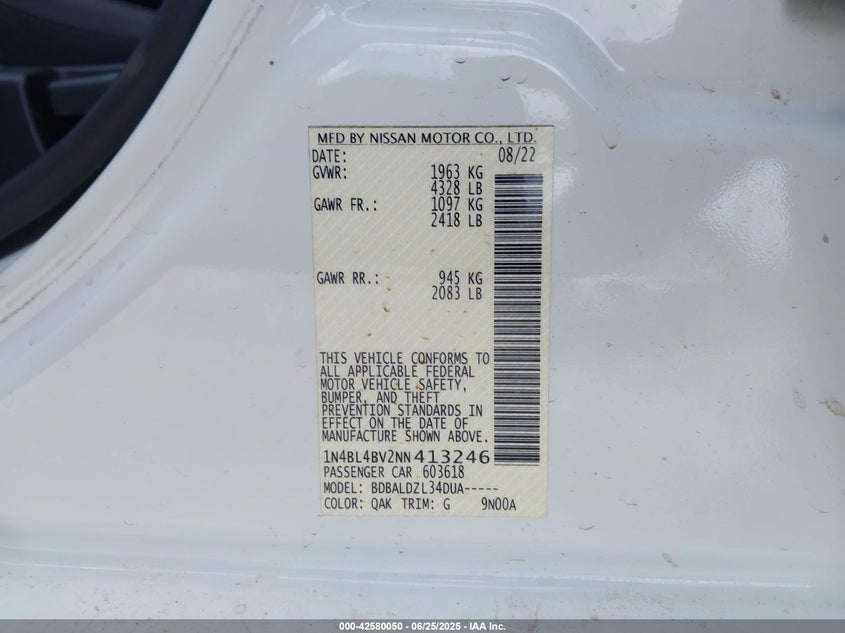 MFD BY NISSAN MOTOR CO., LTD.
DATE: 08/22
GVWR: 1963 KG
4328 LB
GAWR FR.: 1097 KG
2418 LB
GAWR RR.: 945 KG
2083 LB
THIS VEHICLE CONFORMS TO
ALL APPLICABLE FEDERAL
MOTOR VEHICLE SAFETY,
BUMPER, AND THEFT
PREVENTION STANDARDS IN
EFFECT ON THE DATE OF
MANUFACTURE SHOWN ABOVE.
1N4BL4BV2NN413246
PASSENGER CAR 603618
MODEL: BDBALDZL34DUA-----
COLOR: QAK TRIM: G 9N00A
000-42580050 - 06/25/2025 - IAA Inc.